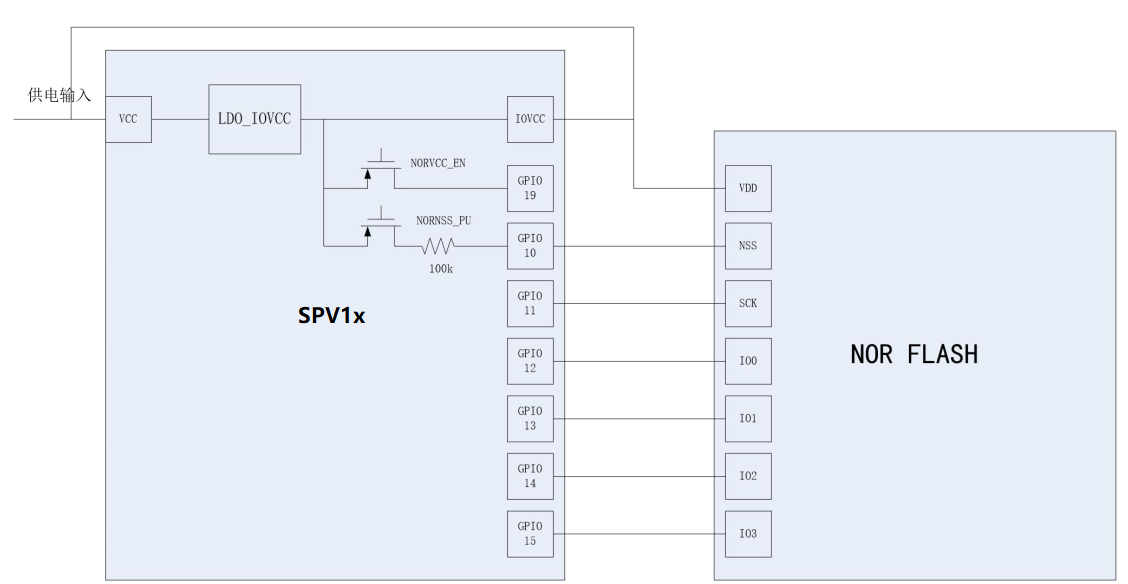 供电输入
VCC
LDO_IOVCC
IOVCC
NORVCC_EN
GPIO
19
VDD
NORNSS_PU
100k
GPIO
10
NSS
SPV1x
GPIO
11
SCK
NOR FLASH
GPIO
12
IO0
GPIO
13
IO1
GPIO
14
IO2
GPIO
15
IO3